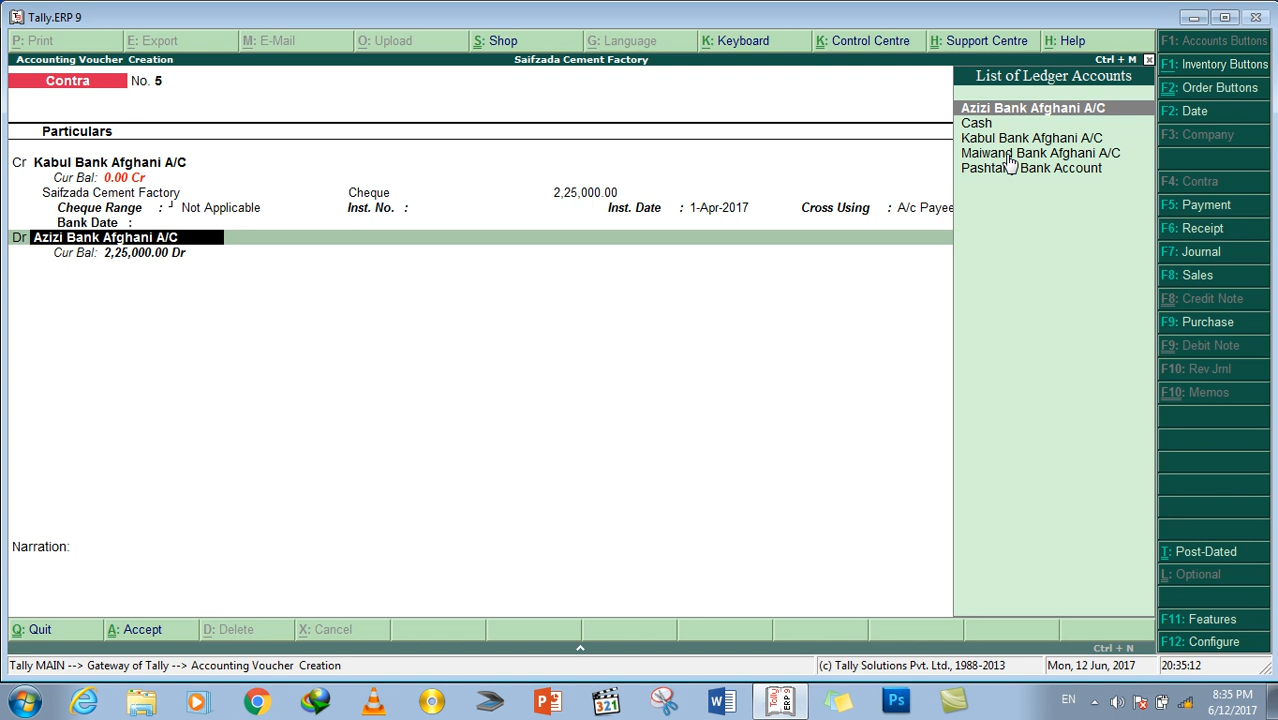 Tally.ERP 9
P: Print E: Export M: E-Mail O: Upload S: Shop G: Language K: Keyboard K: Control Centre H: Support Centre H: Help
Accounting Voucher Creation Saifzada Cement Factory Ctrl + M
Contra No. 5
Particulars
Cr Kabul Bank Afghani A/C
Cur Bal: 0.00 Cr
Saifzada Cement Factory Cheque 2,25,000.00
Cheque Range : ┘ Not Applicable Inst. No. : Inst. Date : 1-Apr-2017 Cross Using : A/c Payee
Bank Date :
Dr Azizi Bank Afghani A/C
Cur Bal: 2,25,000.00 Dr
Narration:
List of Ledger Accounts
Azizi Bank Afghani A/C
Cash
Kabul Bank Afghani A/C
Maiwand Bank Afghani A/C
Bank Account
F1: Accounts Buttons
F1: Inventory Buttons
F2: Order Buttons
F2: Date
F3: Company
F4: Contra
F5: Payment
F6: Receipt
F7: Journal
F8: Sales
F8: Credit Note
F9: Purchase
F9: Debit Note
F10: Rev Jrnl
F10: Memos
T: Post-Dated
L: Optional
F11: Features
F12: Configure
Q: Quit A: Accept D: Delete X: Cancel
Ctrl + N
Tally MAIN --> Gateway of Tally --> Accounting Voucher Creation (c) Tally Solutions Pvt. Ltd., 1988-2013 Mon, 12 Jun, 2017 20:35:12
321 W Tally ERP 9 Ps EN 8:35 PM
6/12/2017